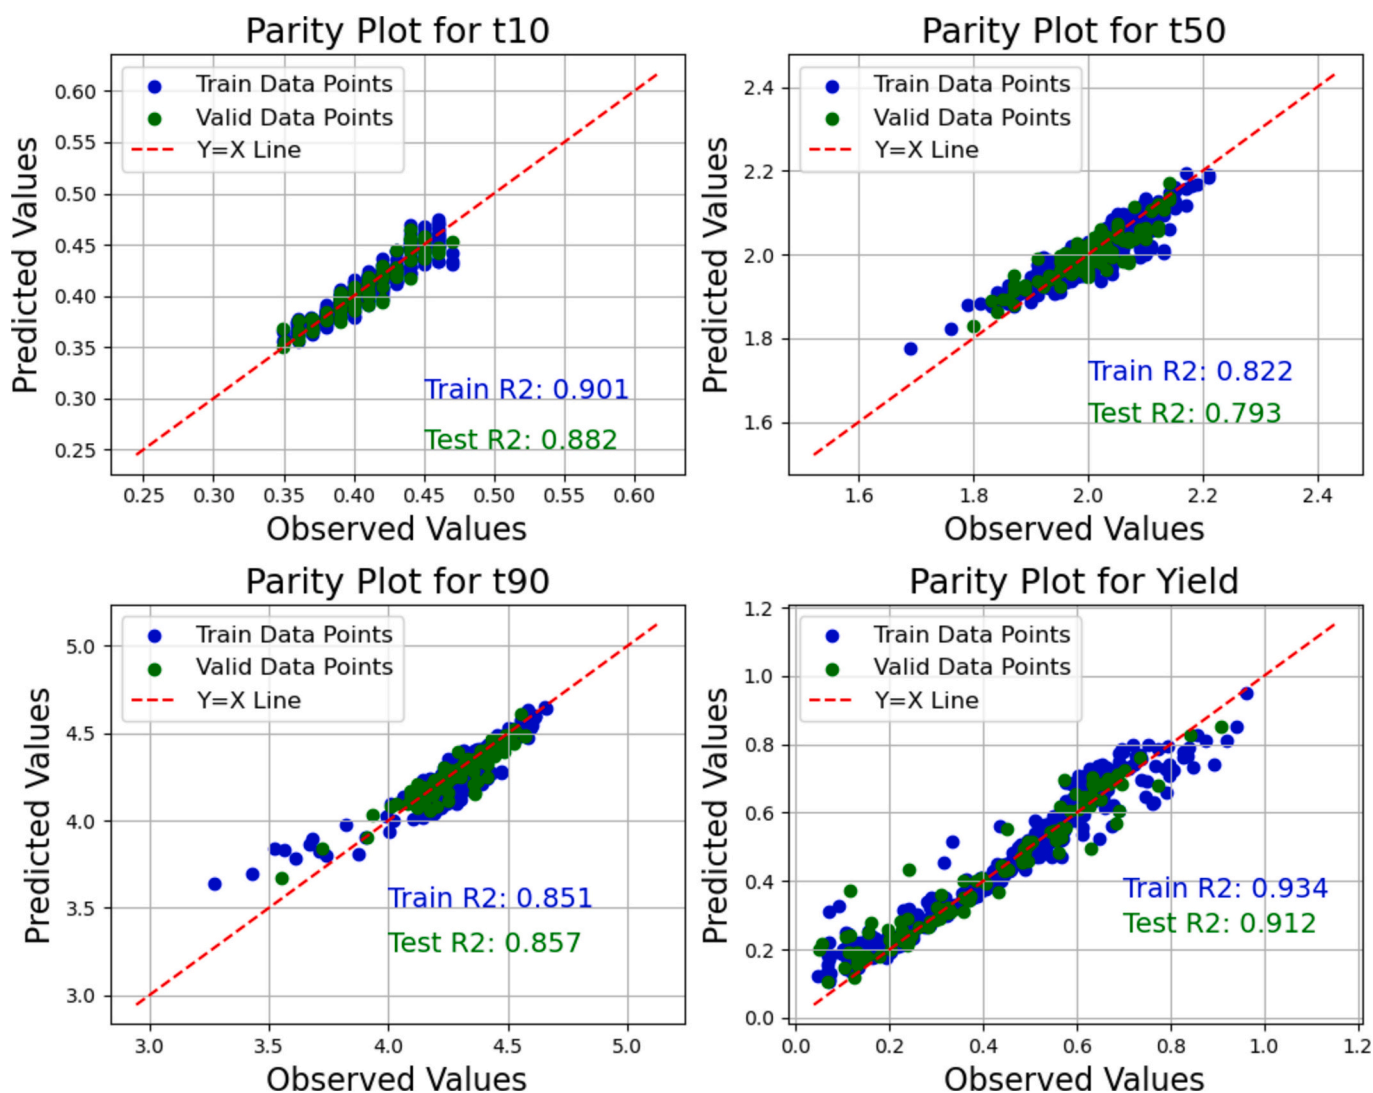 Parity Plot for t10
Train Data Points
Valid Data Points
Y=X Line
Predicted Values
0.60
0.55
0.50
0.45
0.40
0.35
0.30
0.25
Train R2: 0.901
Test R2: 0.882
0.25 0.30 0.35 0.40 0.45 0.50 0.55 0.60
Observed Values
Parity Plot for t50
Train Data Points
Valid Data Points
Y=X Line
Predicted Values
2.4
2.2
2.0
1.8
1.6
Train R2: 0.822
Test R2: 0.793
1.6 1.8 2.0 2.2 2.4
Observed Values
Parity Plot for t90
Train Data Points
Valid Data Points
Y=X Line
Predicted Values
5.0
4.5
4.0
3.5
3.0
Train R2: 0.851
Test R2: 0.857
3.0 3.5 4.0 4.5 5.0
Observed Values
Parity Plot for Yield
Train Data Points
Valid Data Points
Y=X Line
Predicted Values
1.2
1.0
0.8
0.6
0.4
0.2
0.0
Train R2: 0.934
Test R2: 0.912
0.0 0.2 0.4 0.6 0.8 1.0 1.2
Observed Values